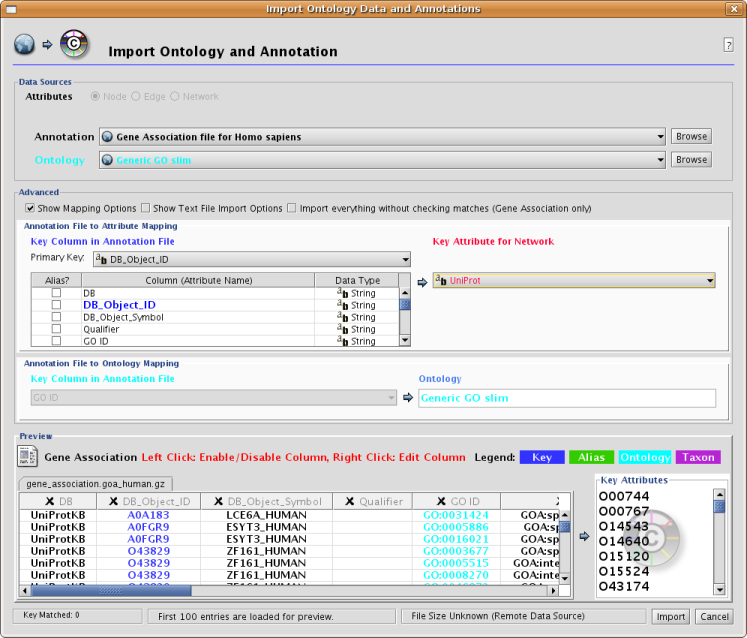 Import Ontology Data and Annotations
Import Ontology and Annotation
?
Data Sources
Attributes Node Edge Network
Annotation Gene Association file for Homo sapiens Browse
Ontology Generic GO slim Browse
Advanced
Show Mapping Options Show Text File Import Options Import everything without checking matches (Gene Association only)
Annotation File to Attribute Mapping
Key Column in Annotation File
Primary Key: ab DB_Object_ID
Alias? Column (Attribute Name) Data Type
DB ab String
DB_Object_ID ab String
DB_Object_Symbol ab String
Qualifier ab String
GO ID ab String
Key Attribute for Network
ab UniProt
Annotation File to Ontology Mapping
Key Column in Annotation File Ontology
GO ID Generic GO slim
Preview
Gene Association Left Click: Enable/Disable Column, Right Click: Edit Column Legend: Key Alias Ontology Taxon
gene_association.goa_human.gz
X DB X DB_Object_ID X DB_Object_Symbol X Qualifier X GO ID X
UniProtKB A0A183 LCE6A_HUMAN GO:0031424 GOA:sp
UniProtKB A0FGR9 ESYT3_HUMAN GO:0005886 GOA:sp
UniProtKB A0FGR9 ESYT3_HUMAN GO:0016021 GOA:sp
UniProtKB O43829 ZF161_HUMAN GO:0003677 GOA:sp
UniProtKB O43829 ZF161_HUMAN GO:0005515 GOA:inte
UniProtKB O43829 ZF161_HUMAN GO:0008270 GOA:inte
Key Attributes
O00744
O00767
O14543
O14640
O15120
O15524
O43174
Key Matched: 0 First 100 entries are loaded for preview. File Size Unknown (Remote Data Source) Import Cancel